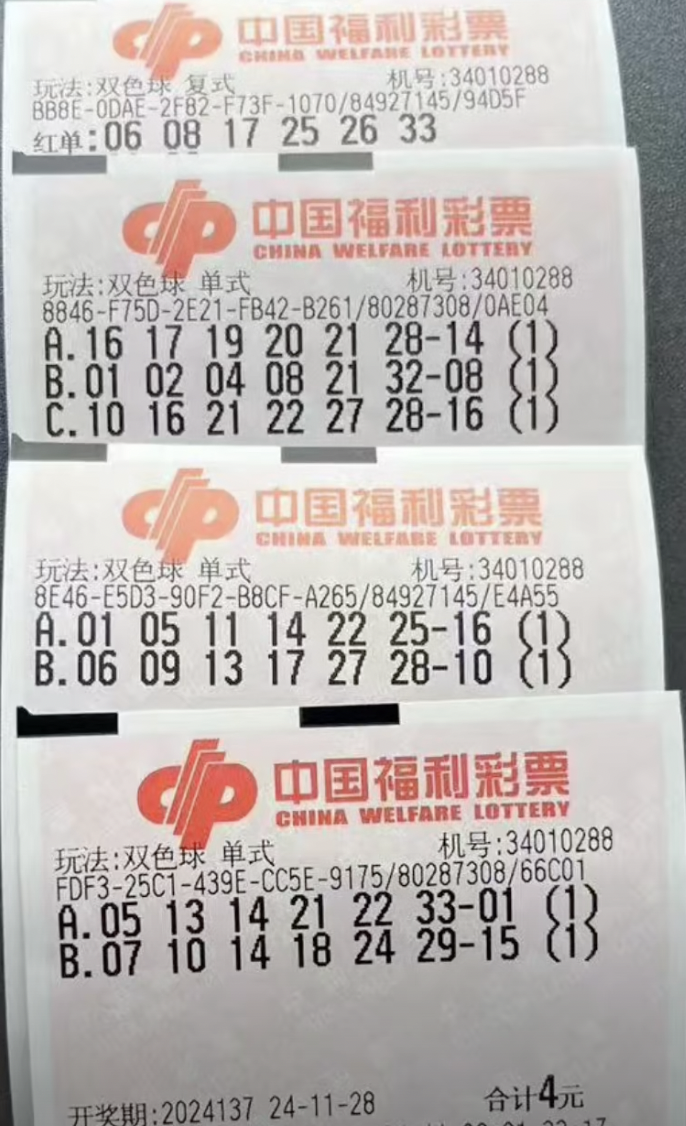 中国福利彩票
CHINA WELFARE LOTTERY
玩法:双色球 复式 机号:34010288
BB8E-0DAE-2F82-F73F-1070/84927145/94D5F
红单:06 08 17 25 26 33
中国福利彩票
CHINA WELFARE LOTTERY
玩法:双色球 单式 机号:34010288
8846-F75D-2E21-FB42-B261/80287308/0AE04
A.16 17 19 20 21 28-14 (1)
B.01 02 04 08 21 32-08 (1)
C.10 16 21 22 27 28-16 (1)
中国福利彩票
CHINA WELFARE LOTTERY
玩法:双色球 单式 机号:34010288
8E46-E5D3-90F2-B8CF-A265/84927145/E4A55
A.01 05 11 14 22 25-16 (1)
B.06 09 13 17 27 28-10 (1)
中国福利彩票
CHINA WELFARE LOTTERY
玩法:双色球 单式 机号:34010288
FDF3-25C1-439E-CC5E-9175/80287308/66C01
A.05 13 14 21 22 33-01 (1)
B.07 10 14 18 24 29-15 (1)
开奖期:2024137 24-11-28 合计4元